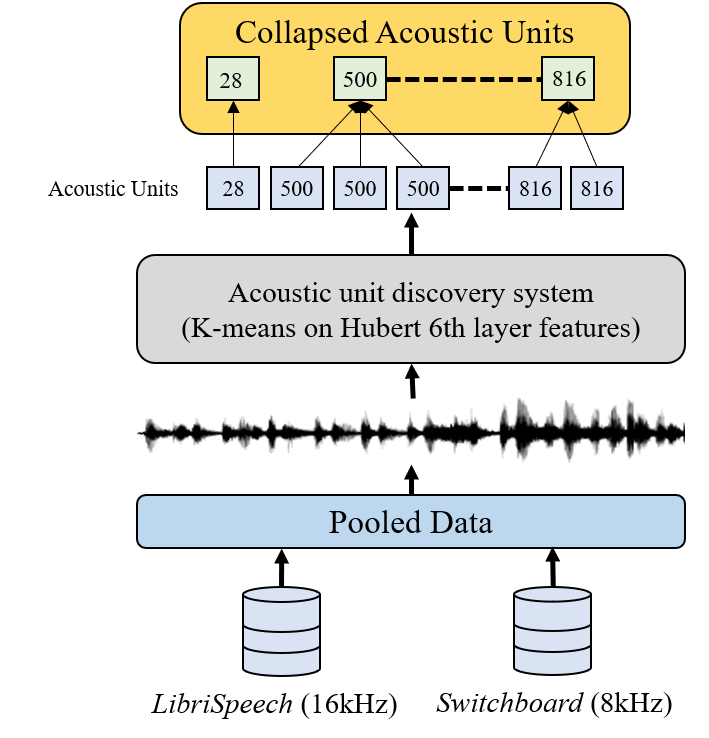 Collapsed Acoustic Units
28 500 816
Acoustic Units 28 500 500 500 816 816
Acoustic unit discovery system
(K-means on Hubert 6th layer features)
Pooled Data
LibriSpeech (16kHz) Switchboard (8kHz)